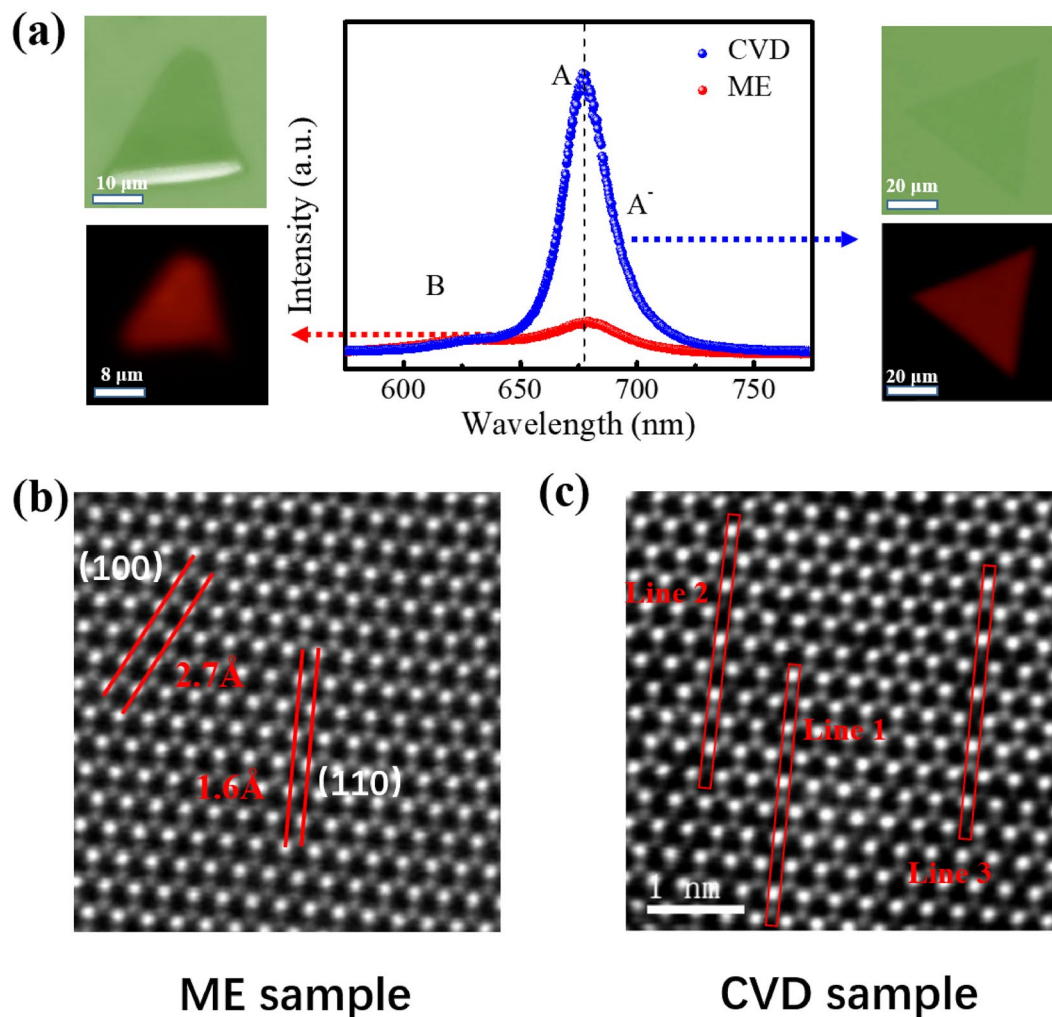 (a)
10 μm
8 μm
Intensity (a.u.)
A
A-
B
CVD
ME
600
650
700
750
Wavelength (nm)
20 μm
20 μm
(b)
(100)
2.7Å
1.6Å
(110)
ME sample
(c)
Line 2
Line 1
Line 3
1 nm
CVD sample